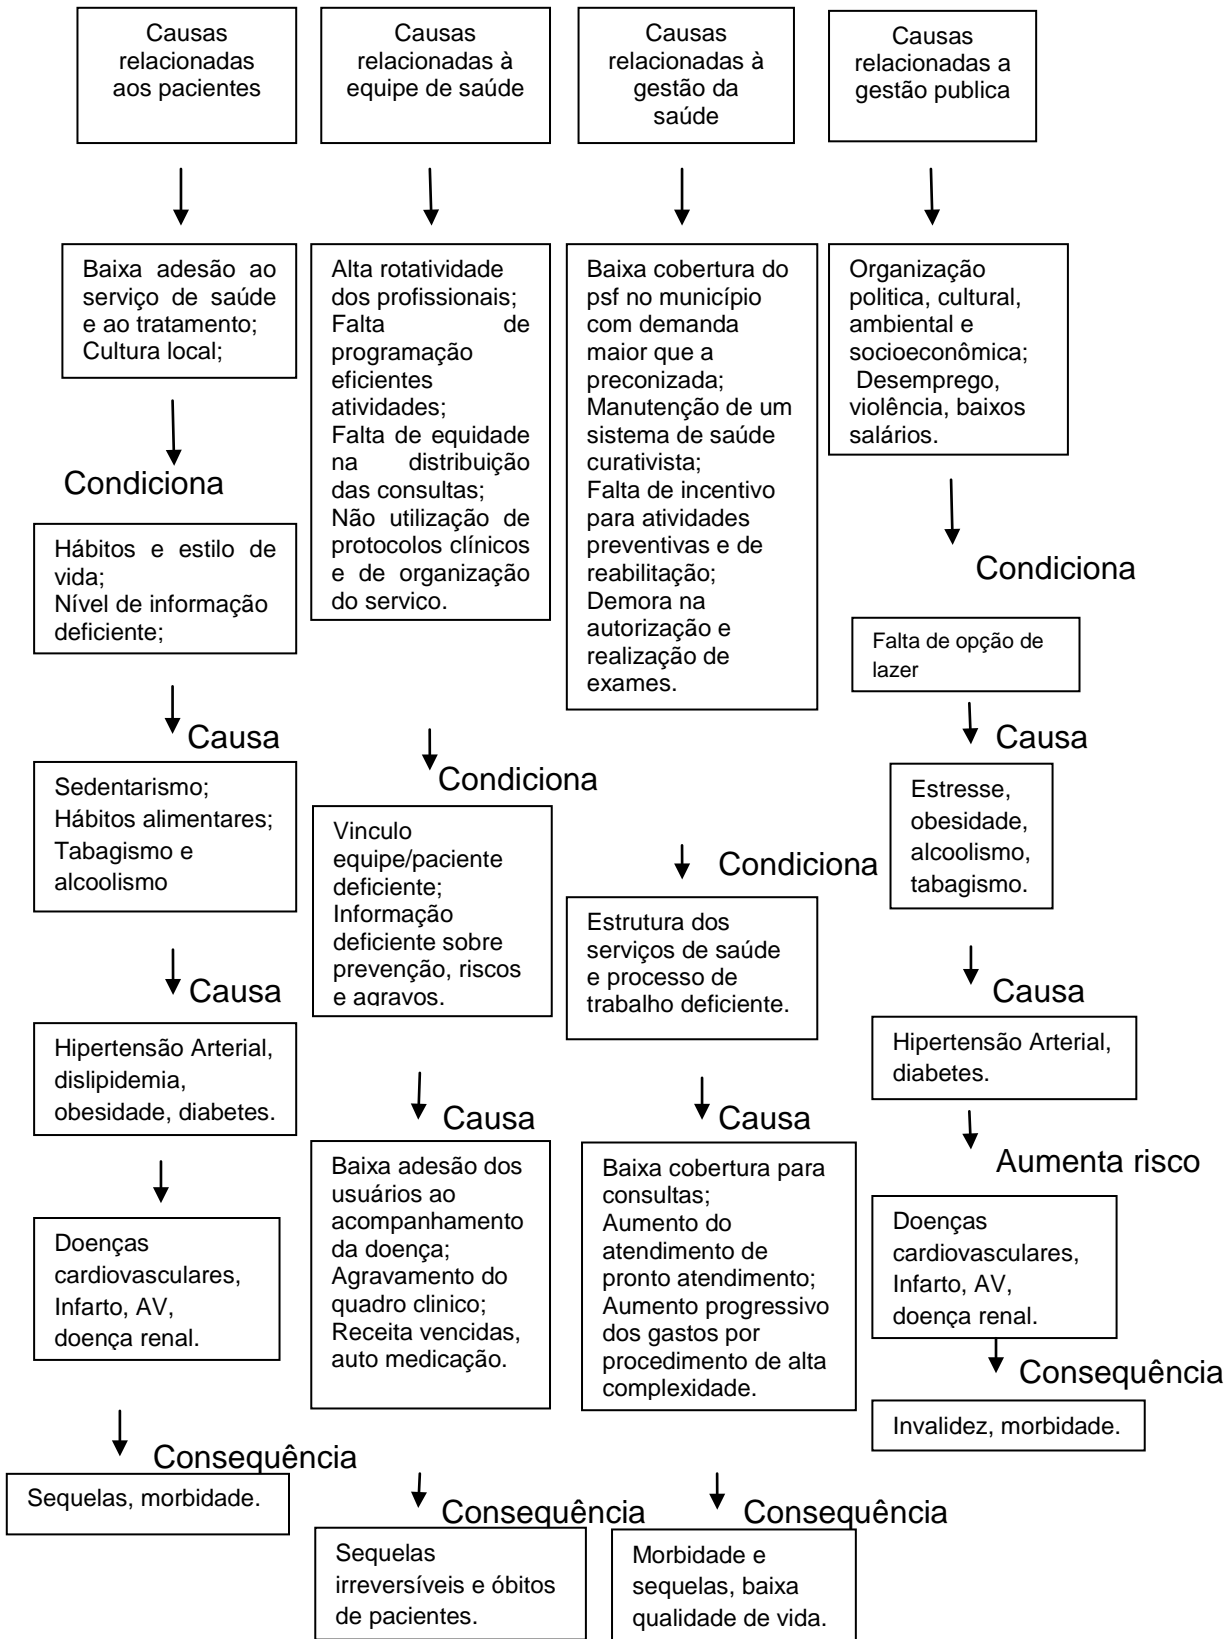 Causas
relacionadas
aos pacientes
Baixa adesão ao
serviço de saúde
e ao tratamento;
Cultura local;
Condiciona
Hábitos e estilo de
vida;
Nível de informação
deficiente;
Causa
Sedentarismo;
Hábitos alimentares;
Tabagismo e
alcoolismo
Causa
Hipertensão Arterial,
dislipidemia,
obesidade, diabetes.
Doenças
cardiovasculares,
Infarto, AV,
doença renal.
Consequência
Sequelas, morbidade.
Causas
relacionadas à
equipe de saúde
Alta rotatividade
dos profissionais;
Falta de
programação
eficientes
atividades;
Falta de equidade
na distribuição
das consultas;
Não utilização de
protocolos clínicos
e de organização
do servico.
Condiciona
Vinculo
equipe/paciente
deficiente;
Informação
deficiente sobre
prevenção, riscos
e agravos.
Causa
Baixa adesão dos
usuários ao
acompanhamento
da doença;
Agravamento do
quadro clinico;
Receita vencidas,
auto medicação.
Consequência
Sequelas
irreversíveis e óbitos
de pacientes.
Causas
relacionadas à
gestão da
saúde
Baixa cobertura do
psf no município
com demanda
maior que a
preconizada;
Manutenção de um
sistema de saúde
curativista;
Falta de incentivo
para atividades
preventivas e de
reabilitação;
Demora na
autorização e
realização de
exames.
Condiciona
Estrutura dos
serviços de saúde
e processo de
trabalho deficiente.
Causa
Baixa cobertura para
consultas;
Aumento do
atendimento de
pronto atendimento;
Aumento progressivo
dos gastos por
procedimento de alta
complexidade.
Consequência
Morbidade e
sequelas, baixa
qualidade de vida.
Causas
relacionadas a
gestão publica
Organização
politica, cultural,
ambiental e
socioeconômica;
Desemprego,
violência, baixos
salários.
Condiciona
Falta de opção de
lazer
Causa
Estresse,
obesidade,
alcoolismo,
tabagismo.
Causa
Hipertensão Arterial,
diabetes.
Aumenta risco
Doenças
cardiovasculares,
Infarto, AV,
doença renal.
Consequência
Invalidez, morbidade.